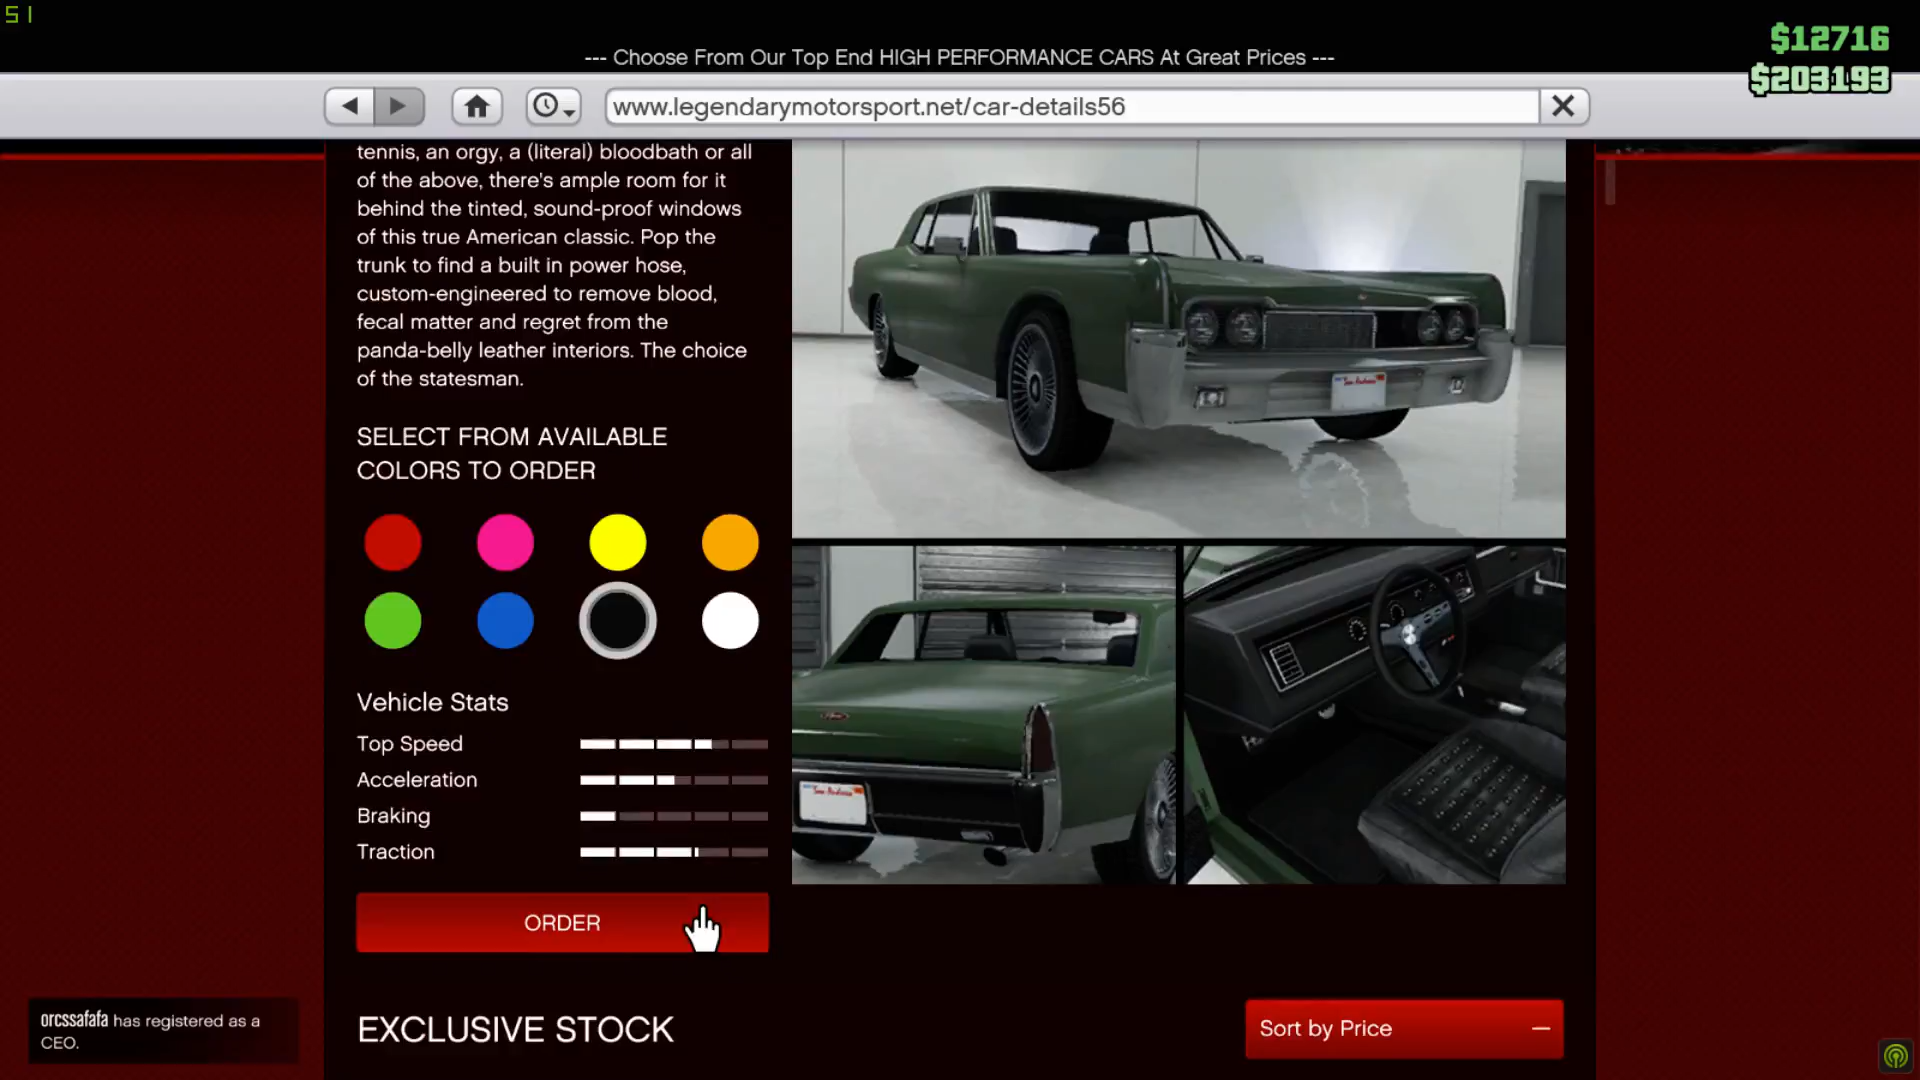 51
$12716
$203193
--- Choose From Our Top End HIGH PERFORMANCE CARS At Great Prices ---
www.legendarymotorsport.net/car-details56
tennis, an orgy, a (literal) bloodbath or all
of the above, there's ample room for it
behind the tinted, sound-proof windows
of this true American classic. Pop the
trunk to find a built in power hose,
custom-engineered to remove blood,
fecal matter and regret from the
panda-belly leather interiors. The choice
of the statesman.
SELECT FROM AVAILABLE
COLORS TO ORDER
Vehicle Stats
Top Speed
Acceleration
Braking
Traction
ORDER
San Andreas
San Andreas
EXCLUSIVE STOCK
Sort by Price
orcssafafa has registered as a
CEO.